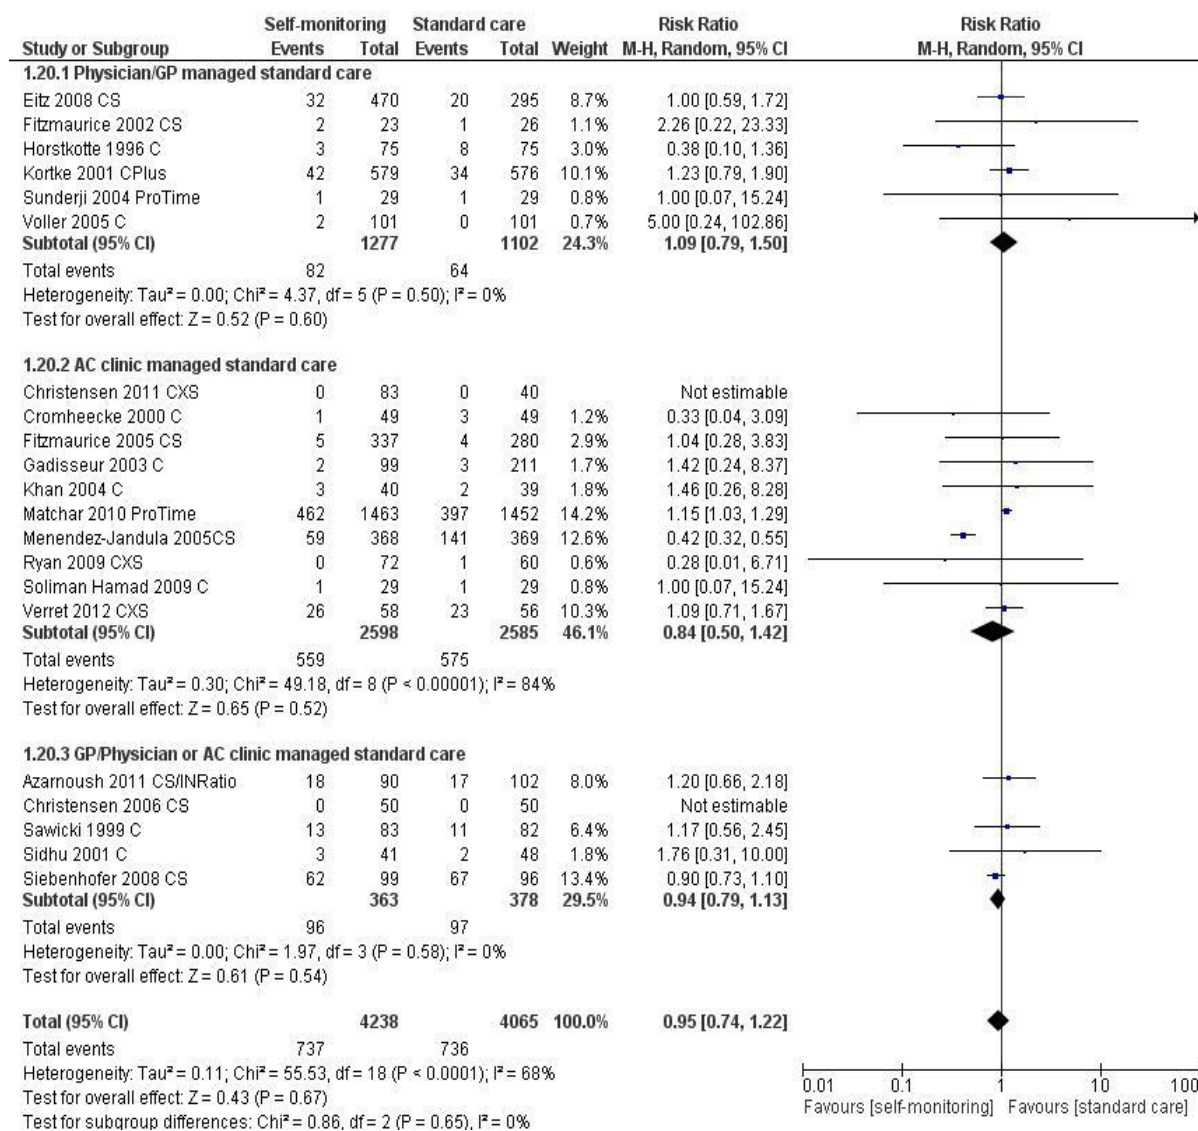 Self-monitoring Standard care Risk Ratio Risk Ratio
Study or Subgroup Events Total Events Total Weight M-H, Random, 95% CI M-H, Random, 95% CI
1.20.1 Physician/GP managed standard care
Eitz 2008 CS 32 470 20 295 8.7% 1.00 [0.59, 1.72]
Fitzmaurice 2002 CS 2 23 1 26 1.1% 2.26 [0.22, 23.33]
Horstkotte 1996 C 3 75 8 75 3.0% 0.38 [0.10, 1.36]
Kortke 2001 CPlus 42 579 34 576 10.1% 1.23 [0.79, 1.90]
Sunderji 2004 ProTime 1 29 1 29 0.8% 1.00 [0.07, 15.24]
Voller 2005 C 2 101 0 101 0.7% 5.00 [0.24, 102.86]
Subtotal (95% CI) 1277 1102 24.3% 1.09 [0.79, 1.50]
Total events 82 64
Heterogeneity: Tau² = 0.00; Chi² = 4.37, df = 5 (P = 0.50); I² = 0%
Test for overall effect: Z = 0.52 (P = 0.60)
1.20.2 AC clinic managed standard care
Christensen 2011 CXS 0 83 0 40 Not estimable
Cromheecke 2000 C 1 49 3 49 1.2% 0.33 [0.04, 3.09]
Fitzmaurice 2005 CS 5 337 4 280 2.9% 1.04 [0.28, 3.83]
Gadisseur 2003 C 2 99 3 211 1.7% 1.42 [0.24, 8.37]
Khan 2004 C 3 40 2 39 1.8% 1.46 [0.26, 8.28]
Matchar 2010 ProTime 462 1463 397 1452 14.2% 1.15 [1.03, 1.29]
Menendez-Jandula 2005CS 59 368 141 369 12.6% 0.42 [0.32, 0.55]
Ryan 2009 CXS 0 72 1 60 0.6% 0.28 [0.01, 6.71]
Soliman Hamad 2009 C 1 29 1 29 0.8% 1.00 [0.07, 15.24]
Verret 2012 CXS 26 58 23 56 10.3% 1.09 [0.71, 1.67]
Subtotal (95% CI) 2598 2585 46.1% 0.84 [0.50, 1.42]
Total events 559 575
Heterogeneity: Tau² = 0.30; Chi² = 49.18, df = 8 (P < 0.00001); I² = 84%
Test for overall effect: Z = 0.65 (P = 0.52)
1.20.3 GP/Physician or AC clinic managed standard care
Azarnoush 2011 CS/INRatio 18 90 17 102 8.0% 1.20 [0.66, 2.18]
Christensen 2006 CS 0 50 0 50 Not estimable
Sawicki 1999 C 13 83 11 82 6.4% 1.17 [0.56, 2.45]
Sidhu 2001 C 3 41 2 48 1.8% 1.76 [0.31, 10.00]
Siebenhofer 2008 CS 62 99 67 96 13.4% 0.90 [0.73, 1.10]
Subtotal (95% CI) 363 378 29.5% 0.94 [0.79, 1.13]
Total events 96 97
Heterogeneity: Tau² = 0.00; Chi² = 1.97, df = 3 (P = 0.58); I² = 0%
Test for overall effect: Z = 0.61 (P = 0.54)
Total (95% CI) 4238 4065 100.0% 0.95 [0.74, 1.22]
Total events 737 736
Heterogeneity: Tau² = 0.11; Chi² = 55.53, df = 18 (P < 0.0001); I² = 68%
Test for overall effect: Z = 0.43 (P = 0.67)
Test for subgroup differences: Chi² = 0.86, df = 2 (P = 0.65), I² = 0%
0.01 0.1 1 10 100
Favours [self-monitoring] Favours [standard care]